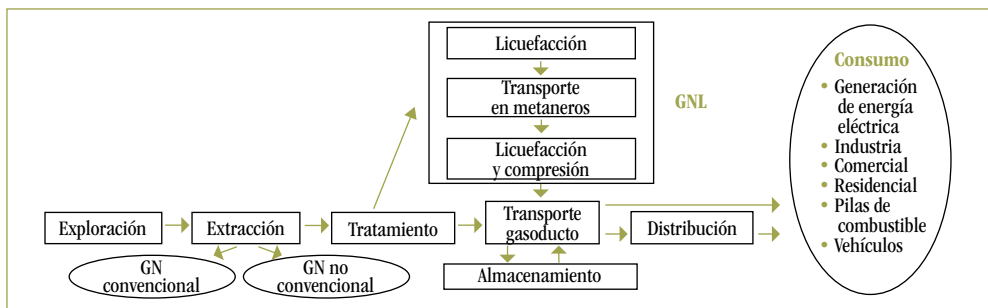 Licuefacción
Transporte
en metaneros
Licuefacción
y compresión
GNL
Exploración
Extracción
Tratamiento
Transporte
gasoducto
Distribución
GN
convencional
GN no
convencional
Almacenamiento
Consumo
• Generación
de energía
eléctrica
• Industria
• Comercial
• Residencial
• Pilas de
combustible
• Vehículos